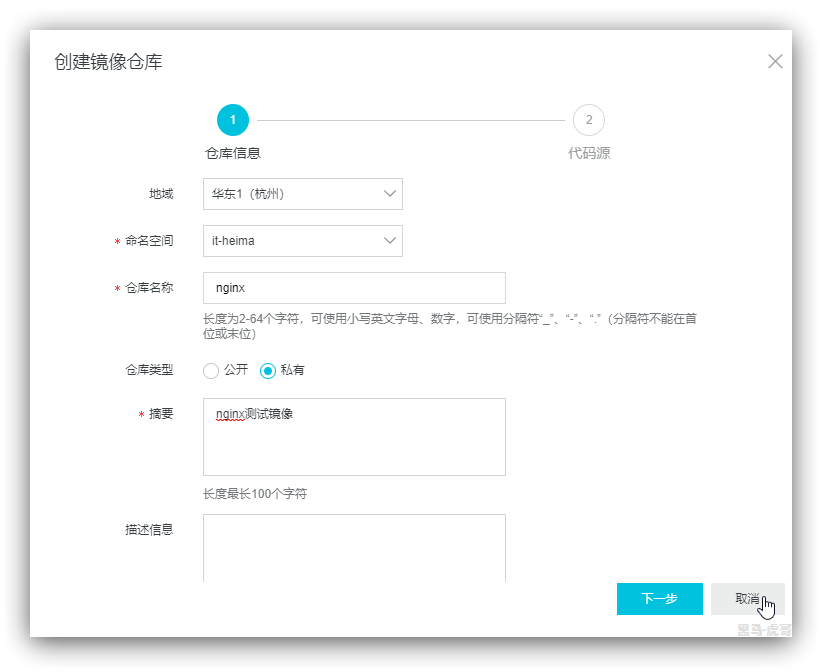 创建镜像仓库
1
2
仓库信息
代码源
地域
华东1（杭州）
* 命名空间
it-heima
* 仓库名称
nginx
长度为2-64个字符，可使用小写英文字母、数字，可使用分隔符“_”、“-”、“.”（分隔符不能在首
位或末位）
仓库类型
公开
私有
* 摘要
nginx测试镜像
长度最长100个字符
描述信息
下一步
取消
黑马·虎哥